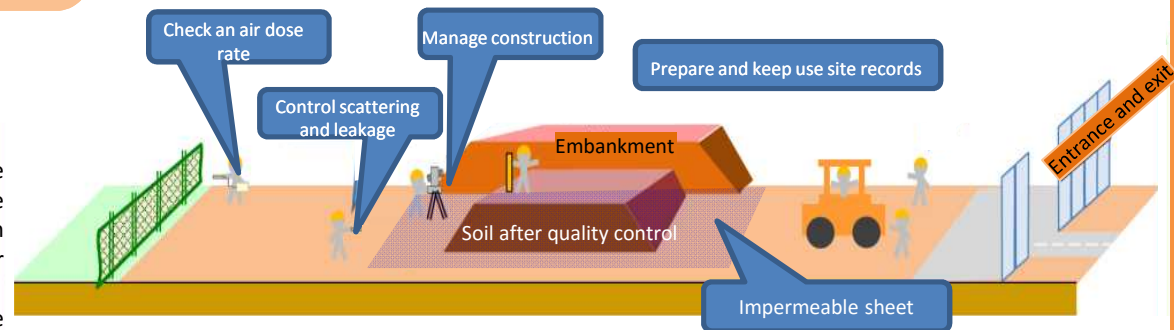 Check an air dose
rate
Manage construction
Prepare and keep use site records
Control scattering
and leakage
Entrance and exit
Embankment
Soil after quality control
Impermeable sheet
e
e
n
r
e